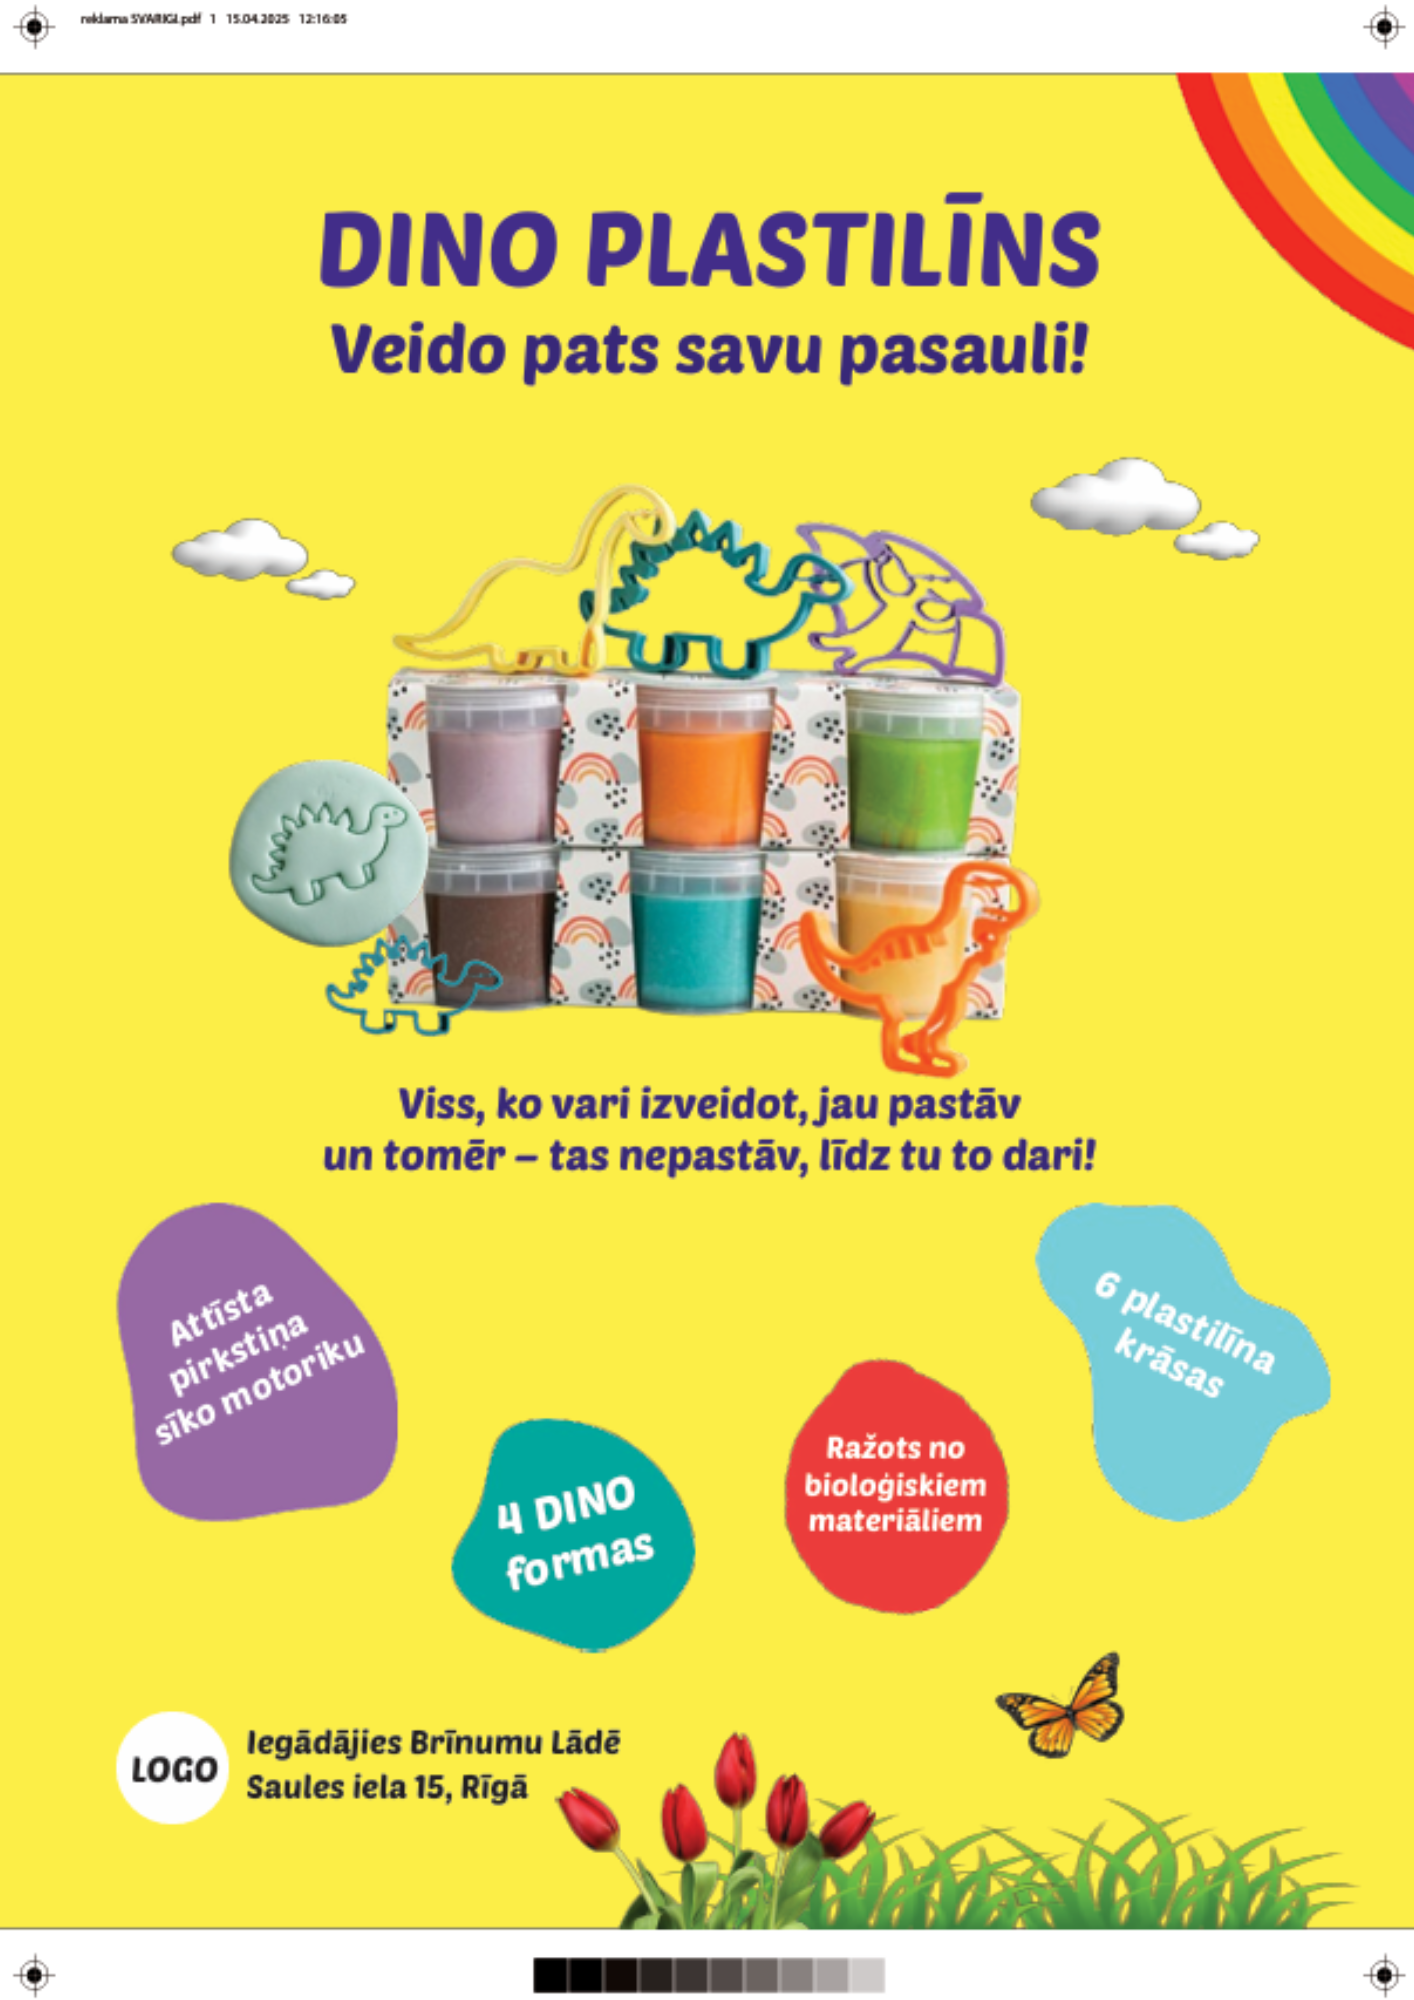 reklama SVARIGI.pdf 1 15.04.2025 12:16:05
DINO PLASTILĪNS
Veido pats savu pasauli!
Viss, ko vari izveidot, jau pastāv
un tomēr – tas nepastāv, līdz tu to dari!
Attīsta
pirkstiņa
sīko motoriku
4 DINO
formas
Ražots no
bioloģiskiem
materiāliem
6 plastilīna
krāsas
LOGO
Iegādājies Brīnumu Lādē
Saules iela 15, Rīgā